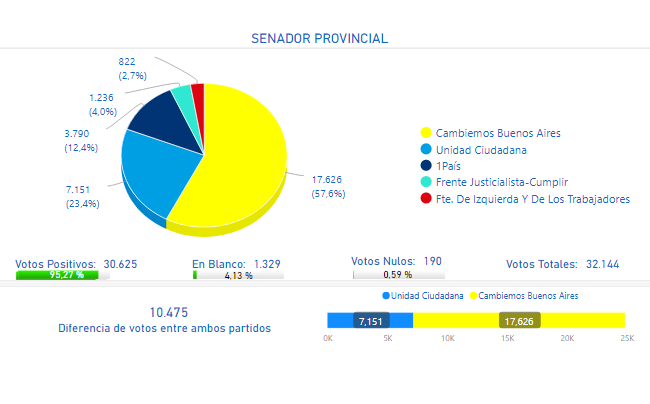 SENADOR PROVINCIAL
822
(2,7%)
1.236
(4,0%)
3.790
(12,4%)
7.151
(23,4%)
17.626
(57,6%)
Cambiemos Buenos Aires
Unidad Ciudadana
1País
Frente Justicialista-Cumplir
Fte. De Izquierda Y De Los Trabajadores
Votos Positivos: 30.625
95,27 %
En Blanco: 1.329
4,13 %
Votos Nulos: 190
0,59 %
Votos Totales: 32.144
10.475
Diferencia de votos entre ambos partidos
Unidad Ciudadana Cambiemos Buenos Aires
7,151 17,626
0K 5K 10K 15K 20K 25K